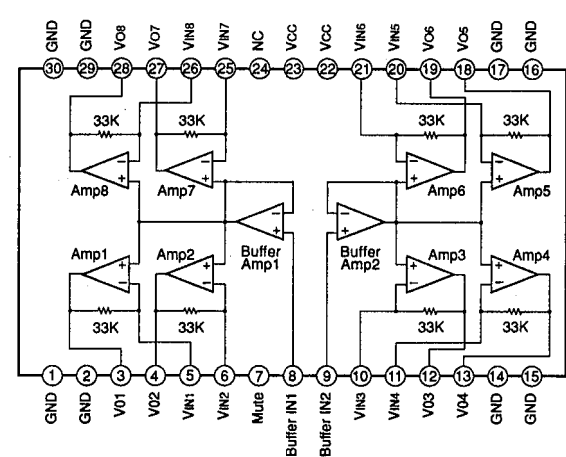 GND GND VO8 VO7 VIN8 VIN7 NC VCC VCC VIN6 VIN5 VO6 VO5 GND GND
30 29 28 27 26 25 24 23 22 21 20 19 18 17 16
33K 33K 33K 33K
Amp8 Amp7 Amp6 Amp5
Amp1 Amp2 Buffer Amp1 Buffer Amp2 Amp3 Amp4
33K 33K 33K 33K
1 2 3 4 5 6 7 8 9 10 11 12 13 14 15
GND GND V01 V02 VIN1 VIN2 Mute Buffer IN1 Buffer IN2 VIN3 VIN4 V03 V04 GND GND